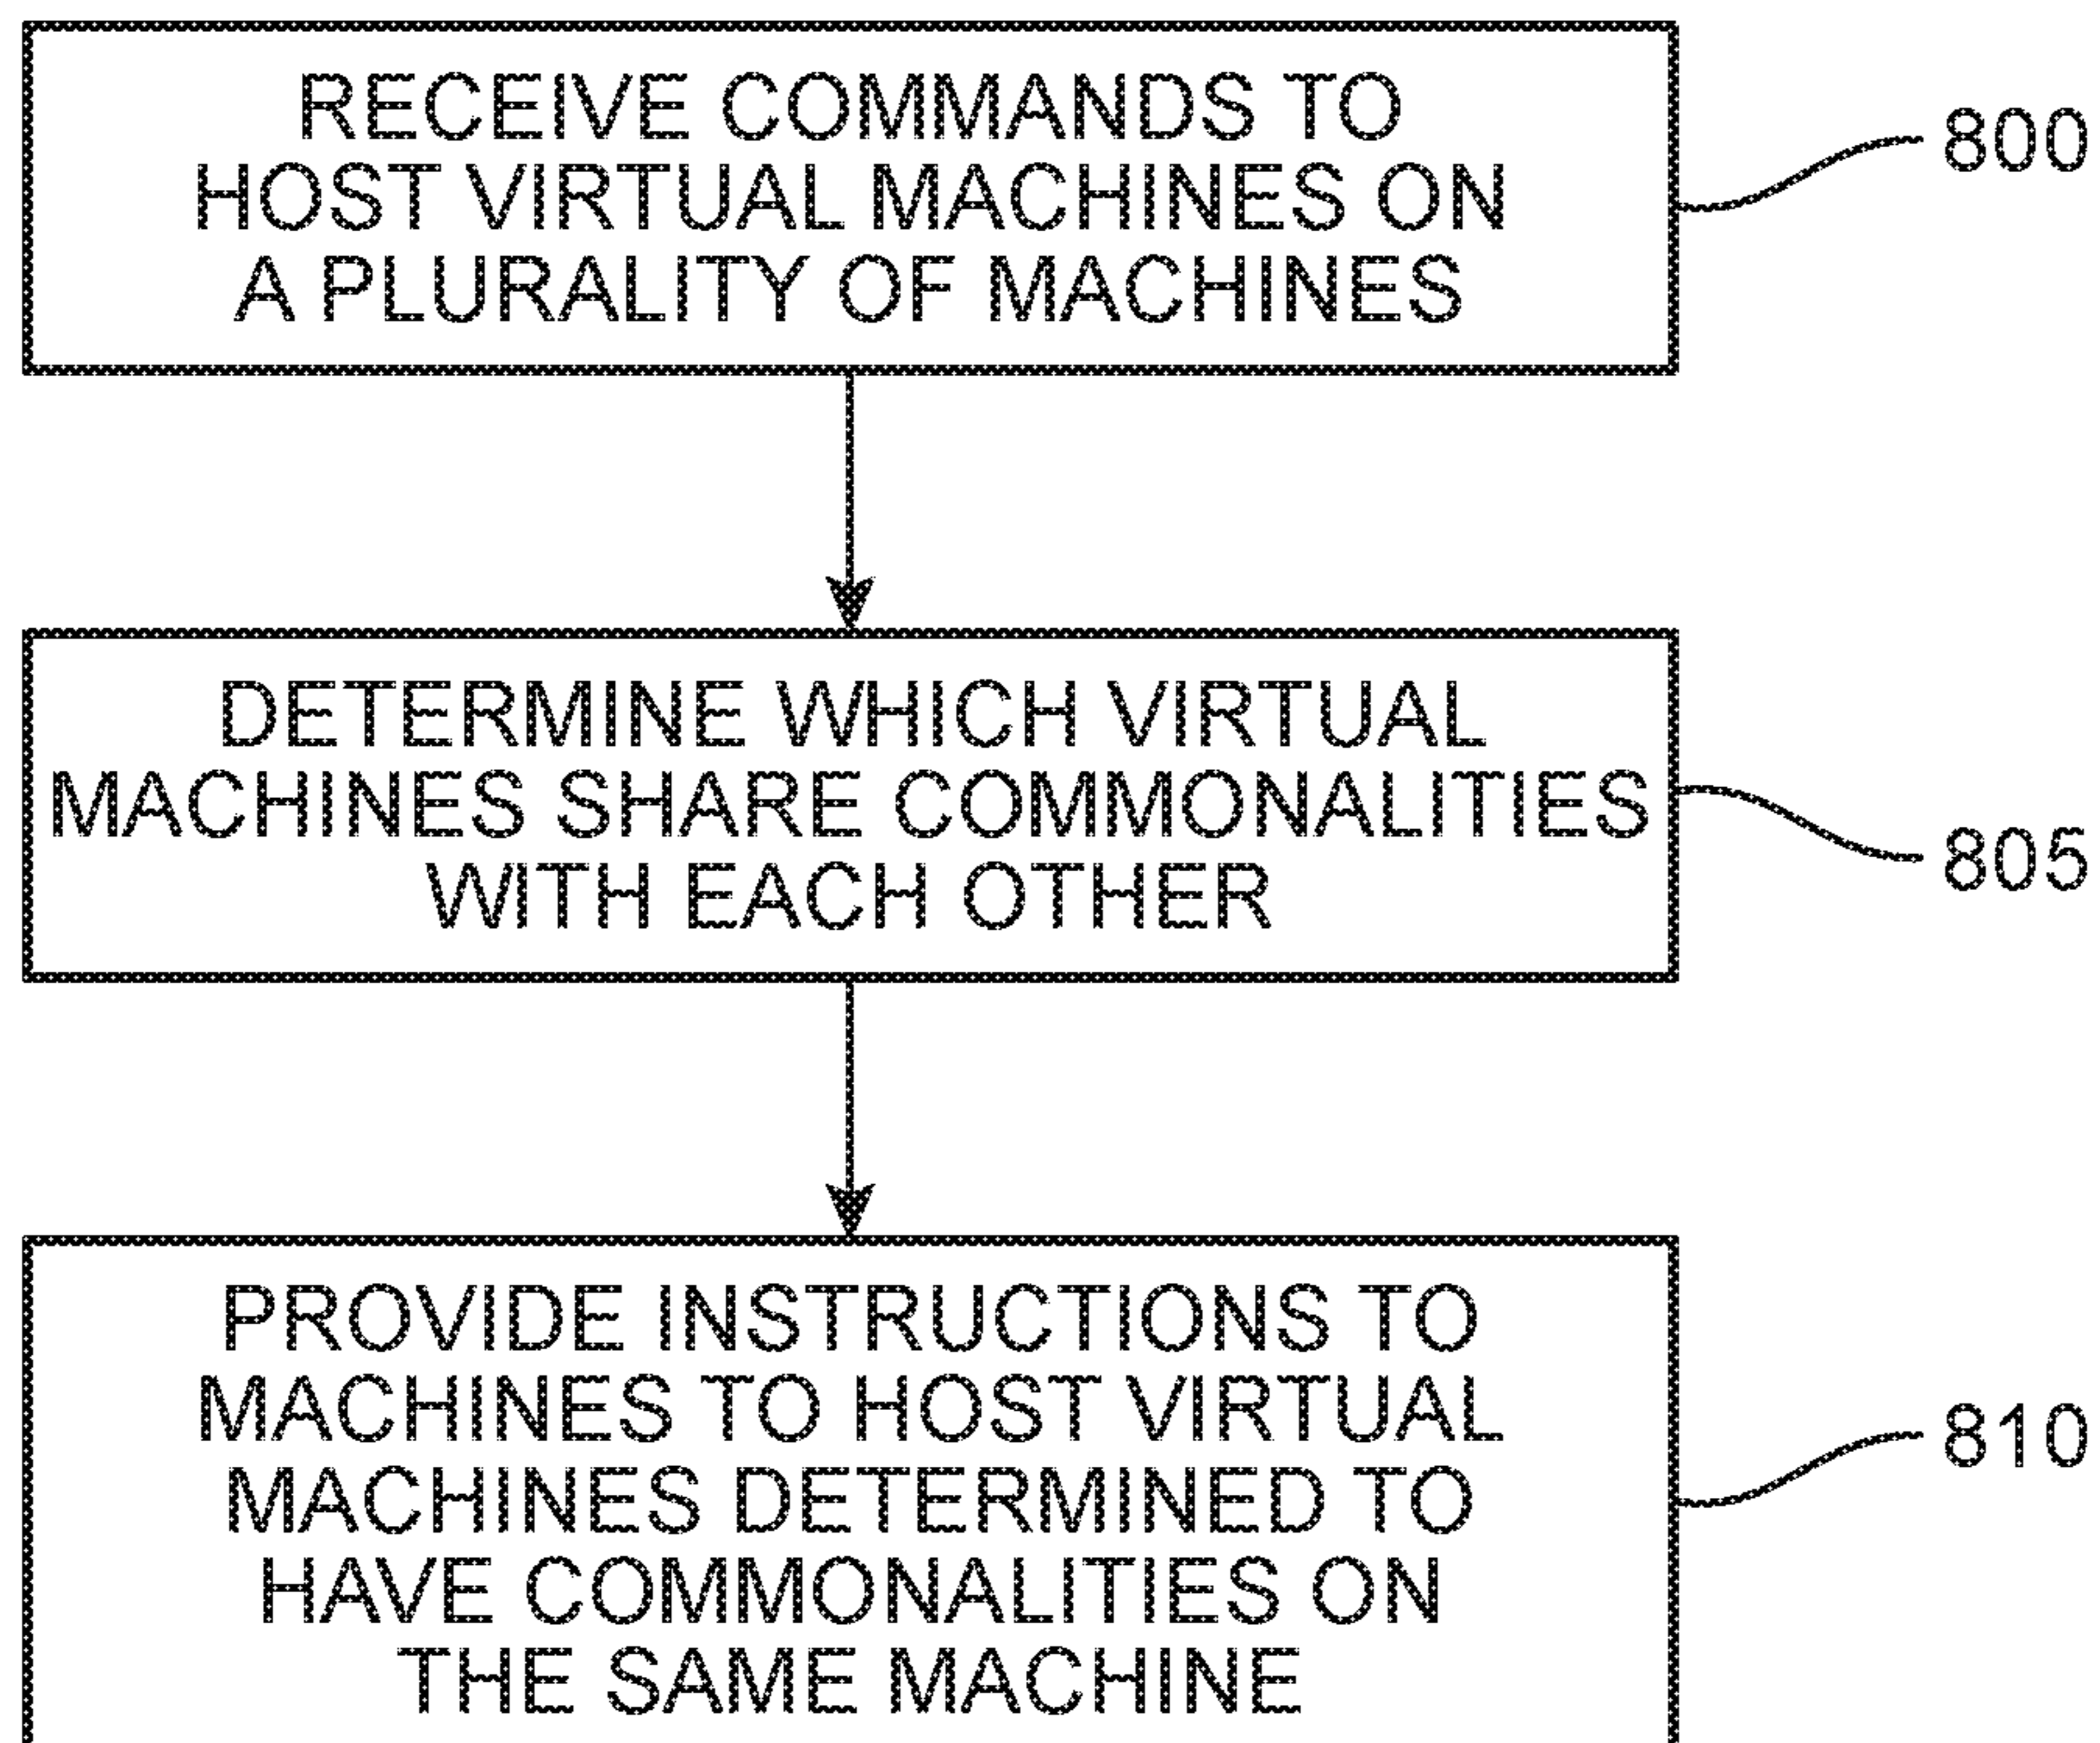 RECEIVE COMMANDS TO
HOST VIRTUAL MACHINES ON
A PLURALITY OF MACHINES
800
DETERMINE WHICH VIRTUAL
MACHINES SHARE COMMONALITIES
WITH EACH OTHER
805
PROVIDE INSTRUCTIONS TO
MACHINES TO HOST VIRTUAL
MACHINES DETERMINED TO
HAVE COMMONALITIES ON
THE SAME MACHINE
810